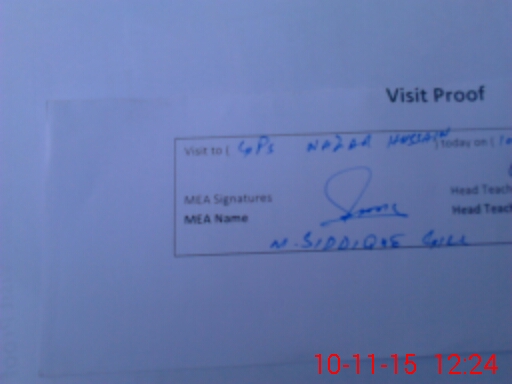 Visit Proof
Visit to ( GPS NAZAR HUSSAIN ) today on ( 10
MEA Signatures
Head Teach
MEA Name
Head Teach
M. SIDDIQUE GILL
10-11-15 12:24